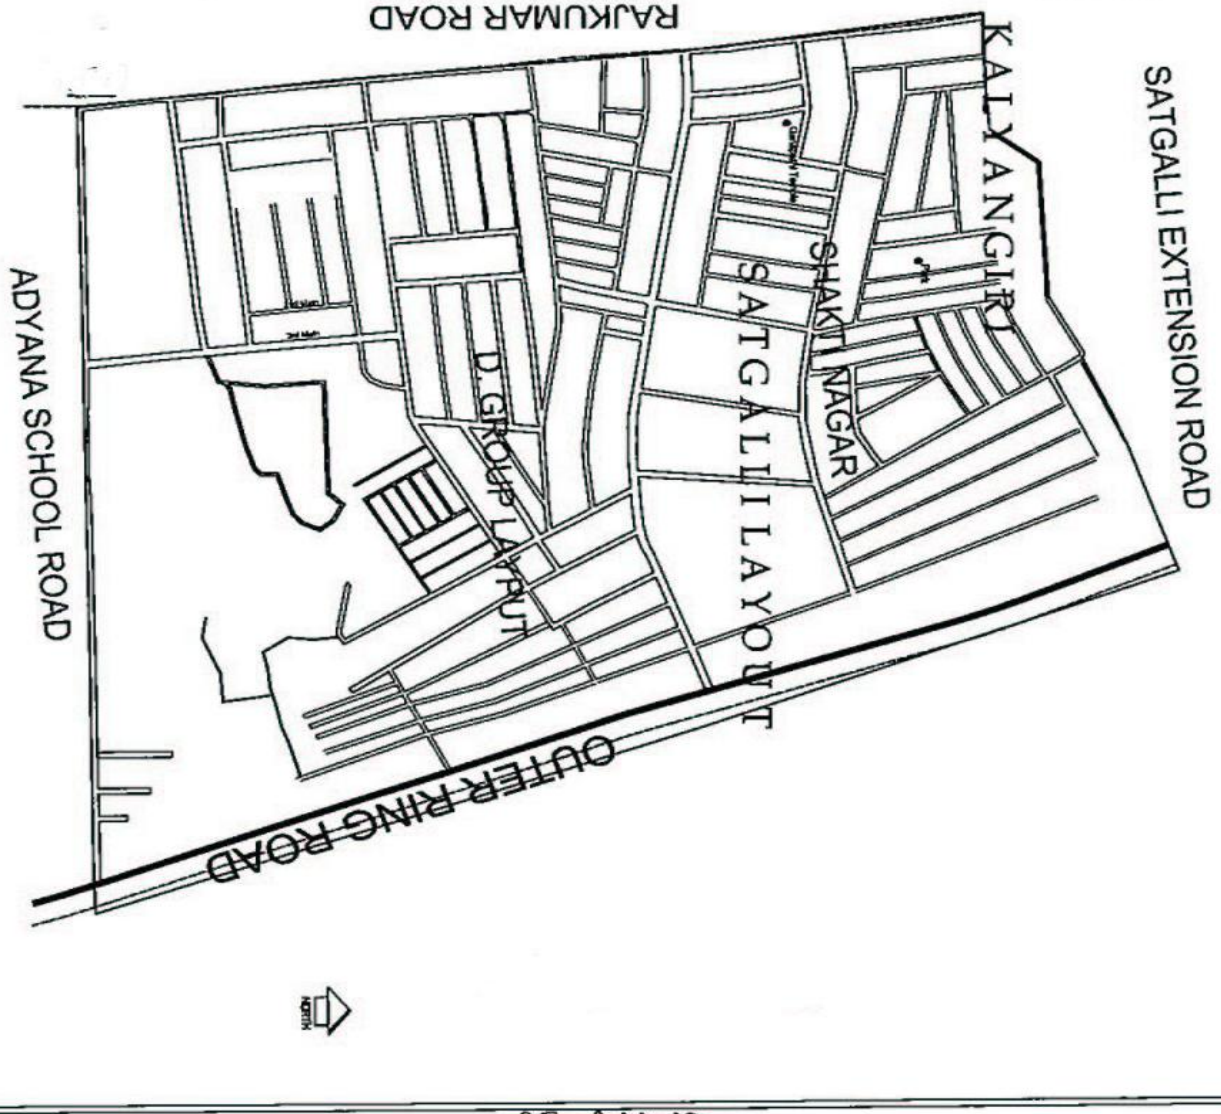 RAJKUMAR ROAD
KALYANGIRI
SATGALLI EXTENSION ROAD
Park
SHAKTI NAGAR
SATGALLI LAYOUT
D. GROUP LAYOUT
ADYANA SCHOOL ROAD
OUTER RING ROAD
NORTH